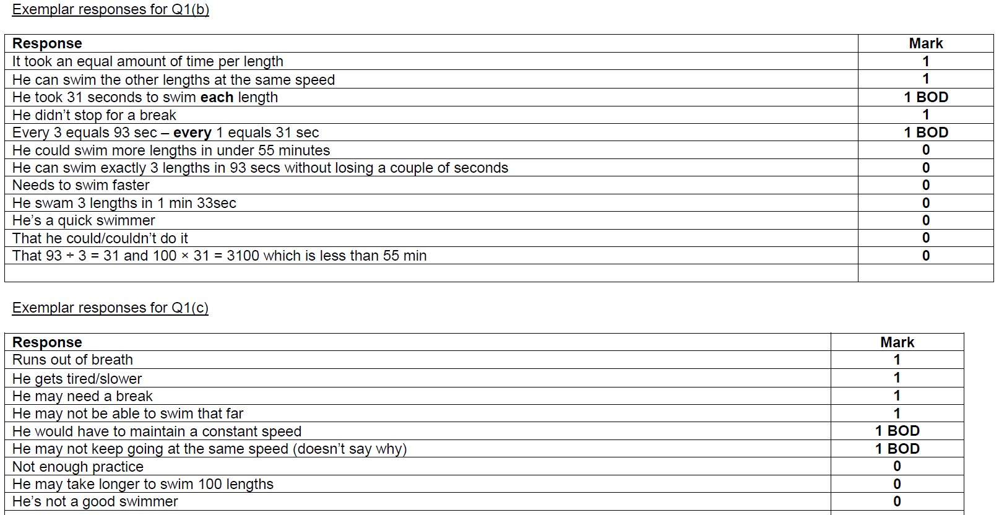 Exemplar responses for Q1(b)
Response Mark
It took an equal amount of time per length 1
He can swim the other lengths at the same speed 1
He took 31 seconds to swim each length 1 BOD
He didn’t stop for a break 1
Every 3 equals 93 sec – every 1 equals 31 sec 1 BOD
He could swim more lengths in under 55 minutes 0
He can swim exactly 3 lengths in 93 secs without losing a couple of seconds 0
Needs to swim faster 0
He swam 3 lengths in 1 min 33sec 0
He’s a quick swimmer 0
That he could/couldn’t do it 0
That 93 ÷ 3 = 31 and 100 × 31 = 3100 which is less than 55 min 0
Exemplar responses for Q1(c)
Response Mark
Runs out of breath 1
He gets tired/slower 1
He may need a break 1
He may not be able to swim that far 1
He would have to maintain a constant speed 1 BOD
He may not keep going at the same speed (doesn’t say why) 1 BOD
Not enough practice 0
He may take longer to swim 100 lengths 0
He’s not a good swimmer 0